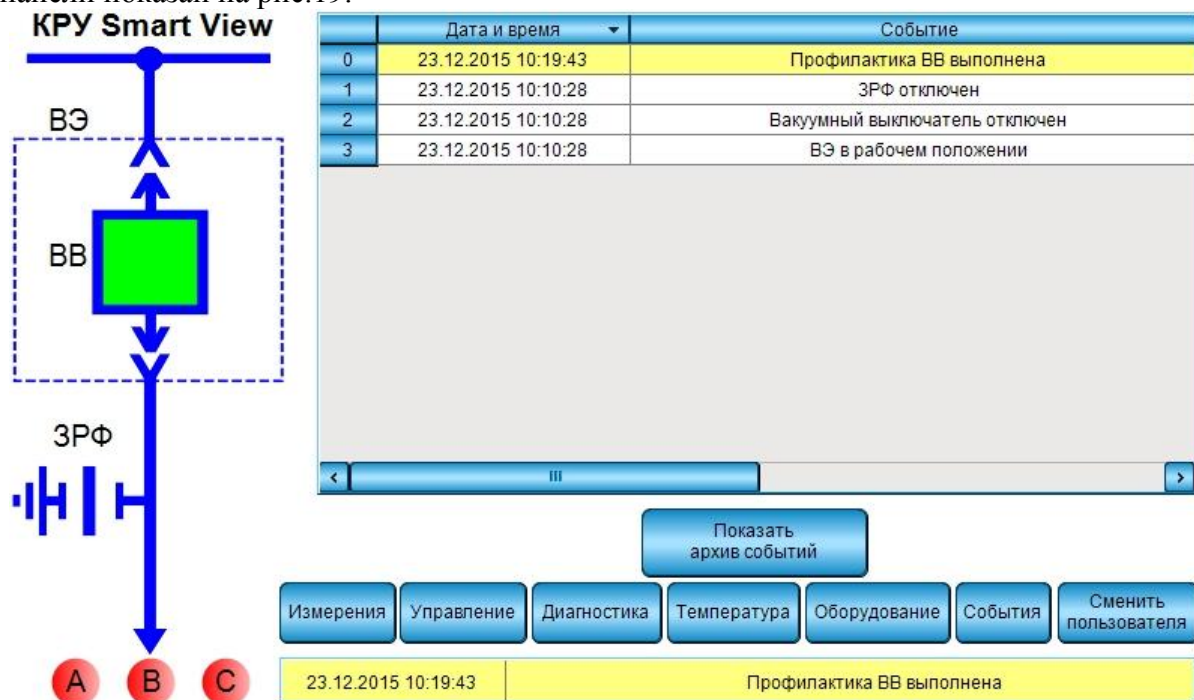 панели показан на рис.19.
КРУ Smart View
Дата и время Событие
0 23.12.2015 10:19:43 Профилактика ВВ выполнена
1 23.12.2015 10:10:28 ЗРФ отключен
2 23.12.2015 10:10:28 Вакуумный выключатель отключен
3 23.12.2015 10:10:28 ВЭ в рабочем положении
ВЭ
ВВ
ЗРФ
Показать
архив событий
Измерения Управление Диагностика Температура Оборудование События Сменить
пользователя
A B C
23.12.2015 10:19:43 Профилактика ВВ выполнена